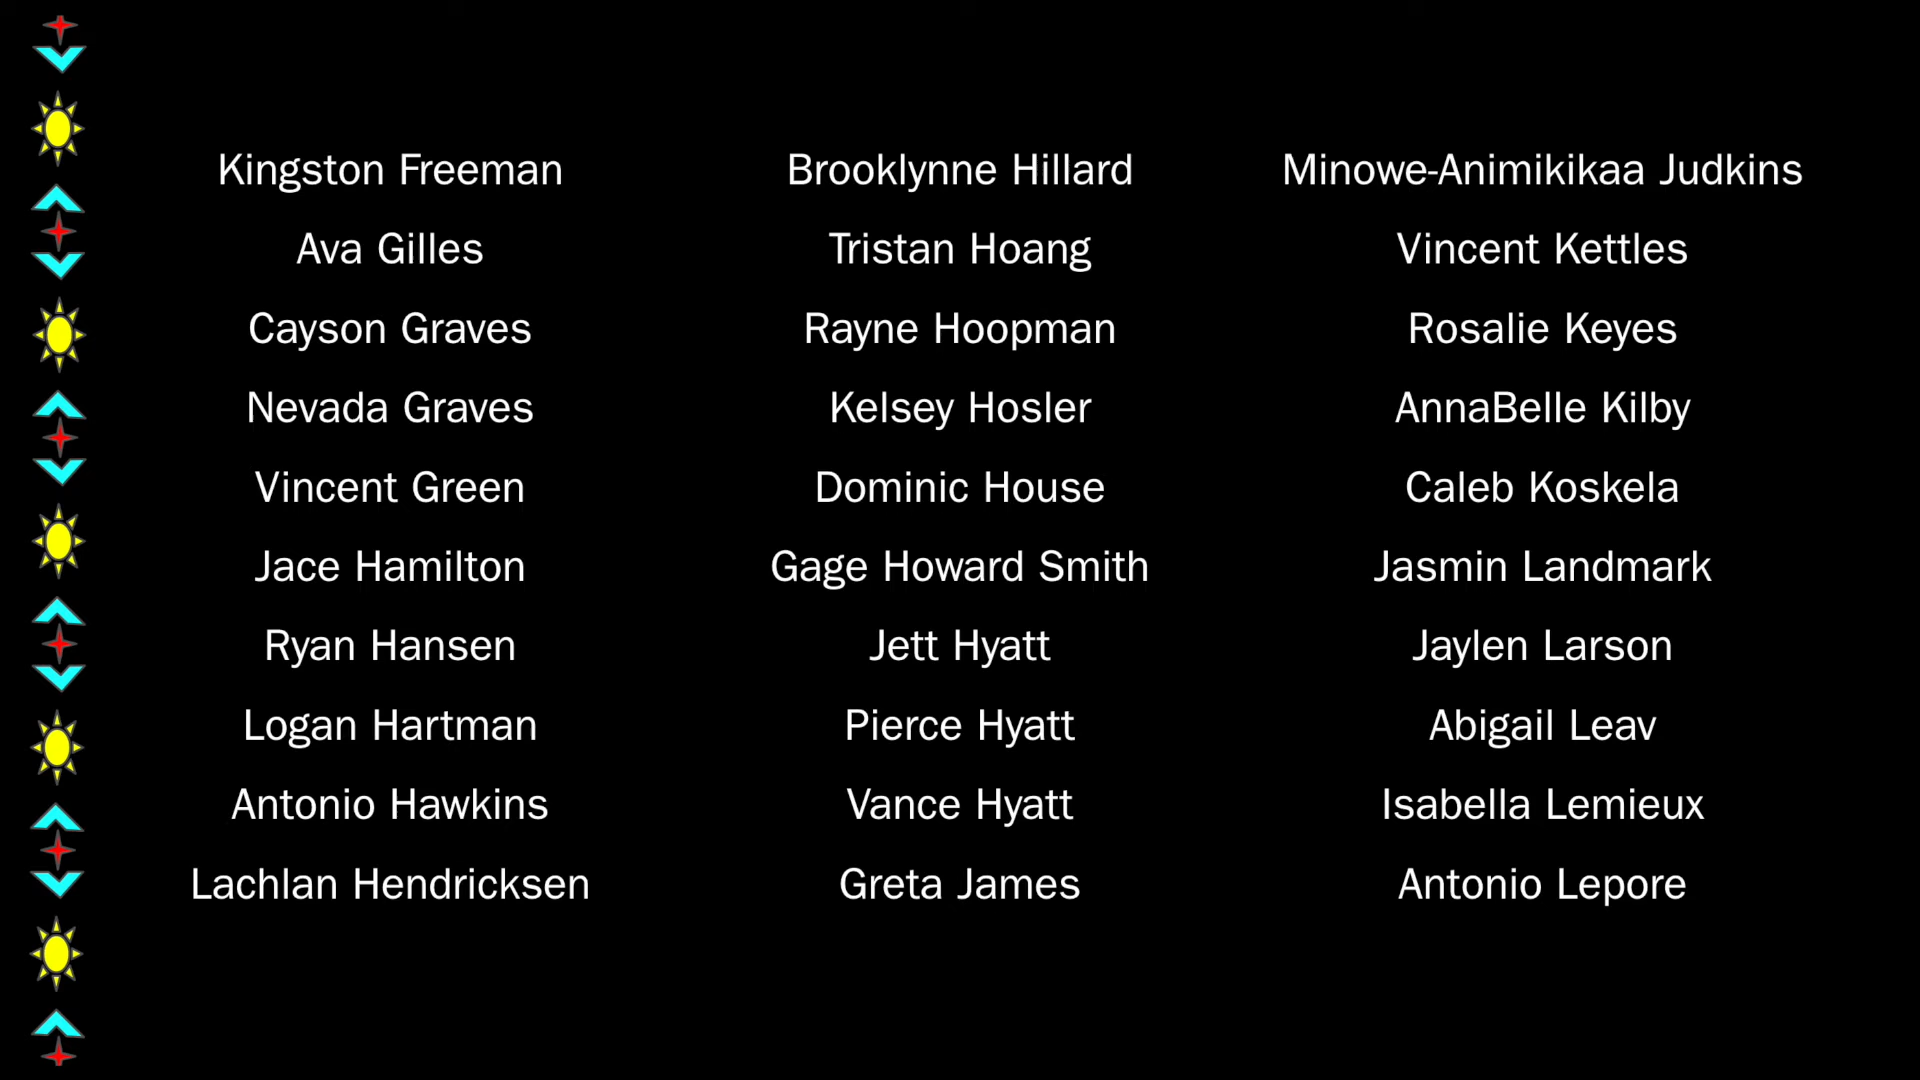 Kingston Freeman
Ava Gilles
Cayson Graves
Nevada Graves
Vincent Green
Jace Hamilton
Ryan Hansen
Logan Hartman
Antonio Hawkins
Lachlan Hendricksen
Brooklynne Hillard
Tristan Hoang
Rayne Hoopman
Kelsey Hosler
Dominic House
Gage Howard Smith
Jett Hyatt
Pierce Hyatt
Vance Hyatt
Greta James
Minowe-Animikikaa Judkins
Vincent Kettles
Rosalie Keyes
AnnaBelle Kilby
Caleb Koskela
Jasmin Landmark
Jaylen Larson
Abigail Leav
Isabella Lemieux
Antonio Lepore